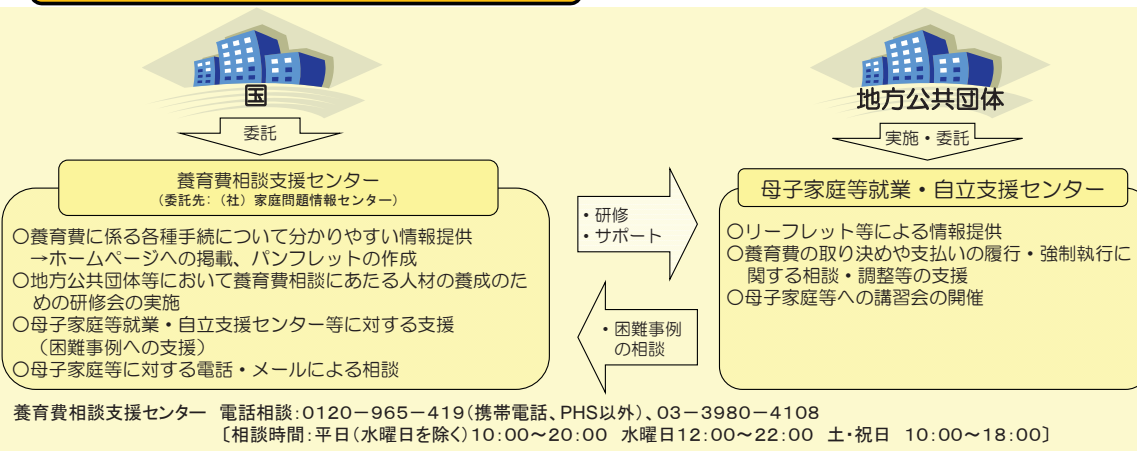 国
委託
養育費相談支援センター
（委託先：（社）家庭問題情報センター）
〇養育費に係る各種手続について分かりやすい情報提供
→ホームページへの掲載、パンフレットの作成
〇地方公共団体等において養育費相談にあたる人材の養成のた
めの研修会の実施
〇母子家庭等就業・自立支援センター等に対する支援
（困難事例への支援）
〇母子家庭等に対する電話・メールによる相談
・研修
・サポート
・困難事例
の相談
地方公共団体
実施・委託
母子家庭等就業・自立支援センター
〇リーフレット等による情報提供
〇養育費の取り決めや支払いの履行・強制執行に
関する相談・調整等の支援
〇母子家庭等への講習会の開催
養育費相談支援センター　電話相談：0120－965－419（携帯電話、PHS以外）、03－3980－4108
〔相談時間：平日（水曜日を除く）10：00～20：00　水曜日12：00～22：00　土・祝日　10：00～18：00〕